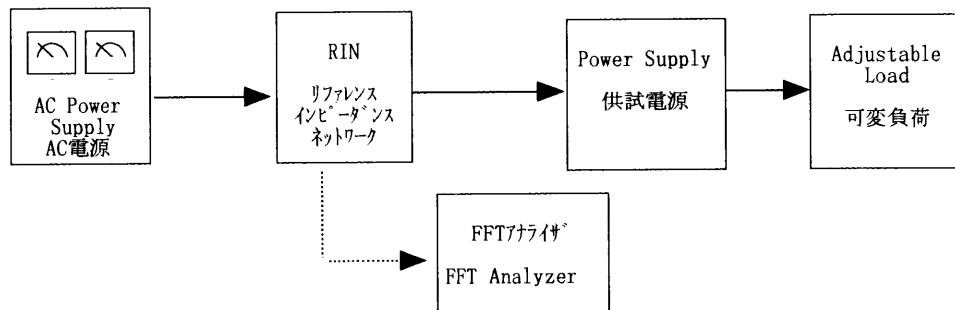 AC Power
Supply
AC電源
RIN
リファレンス
インピーダンス
ネットワーク
Power Supply
供試電源
Adjustable
Load
可変負荷
FFTアナライザ
FFT Analyzer